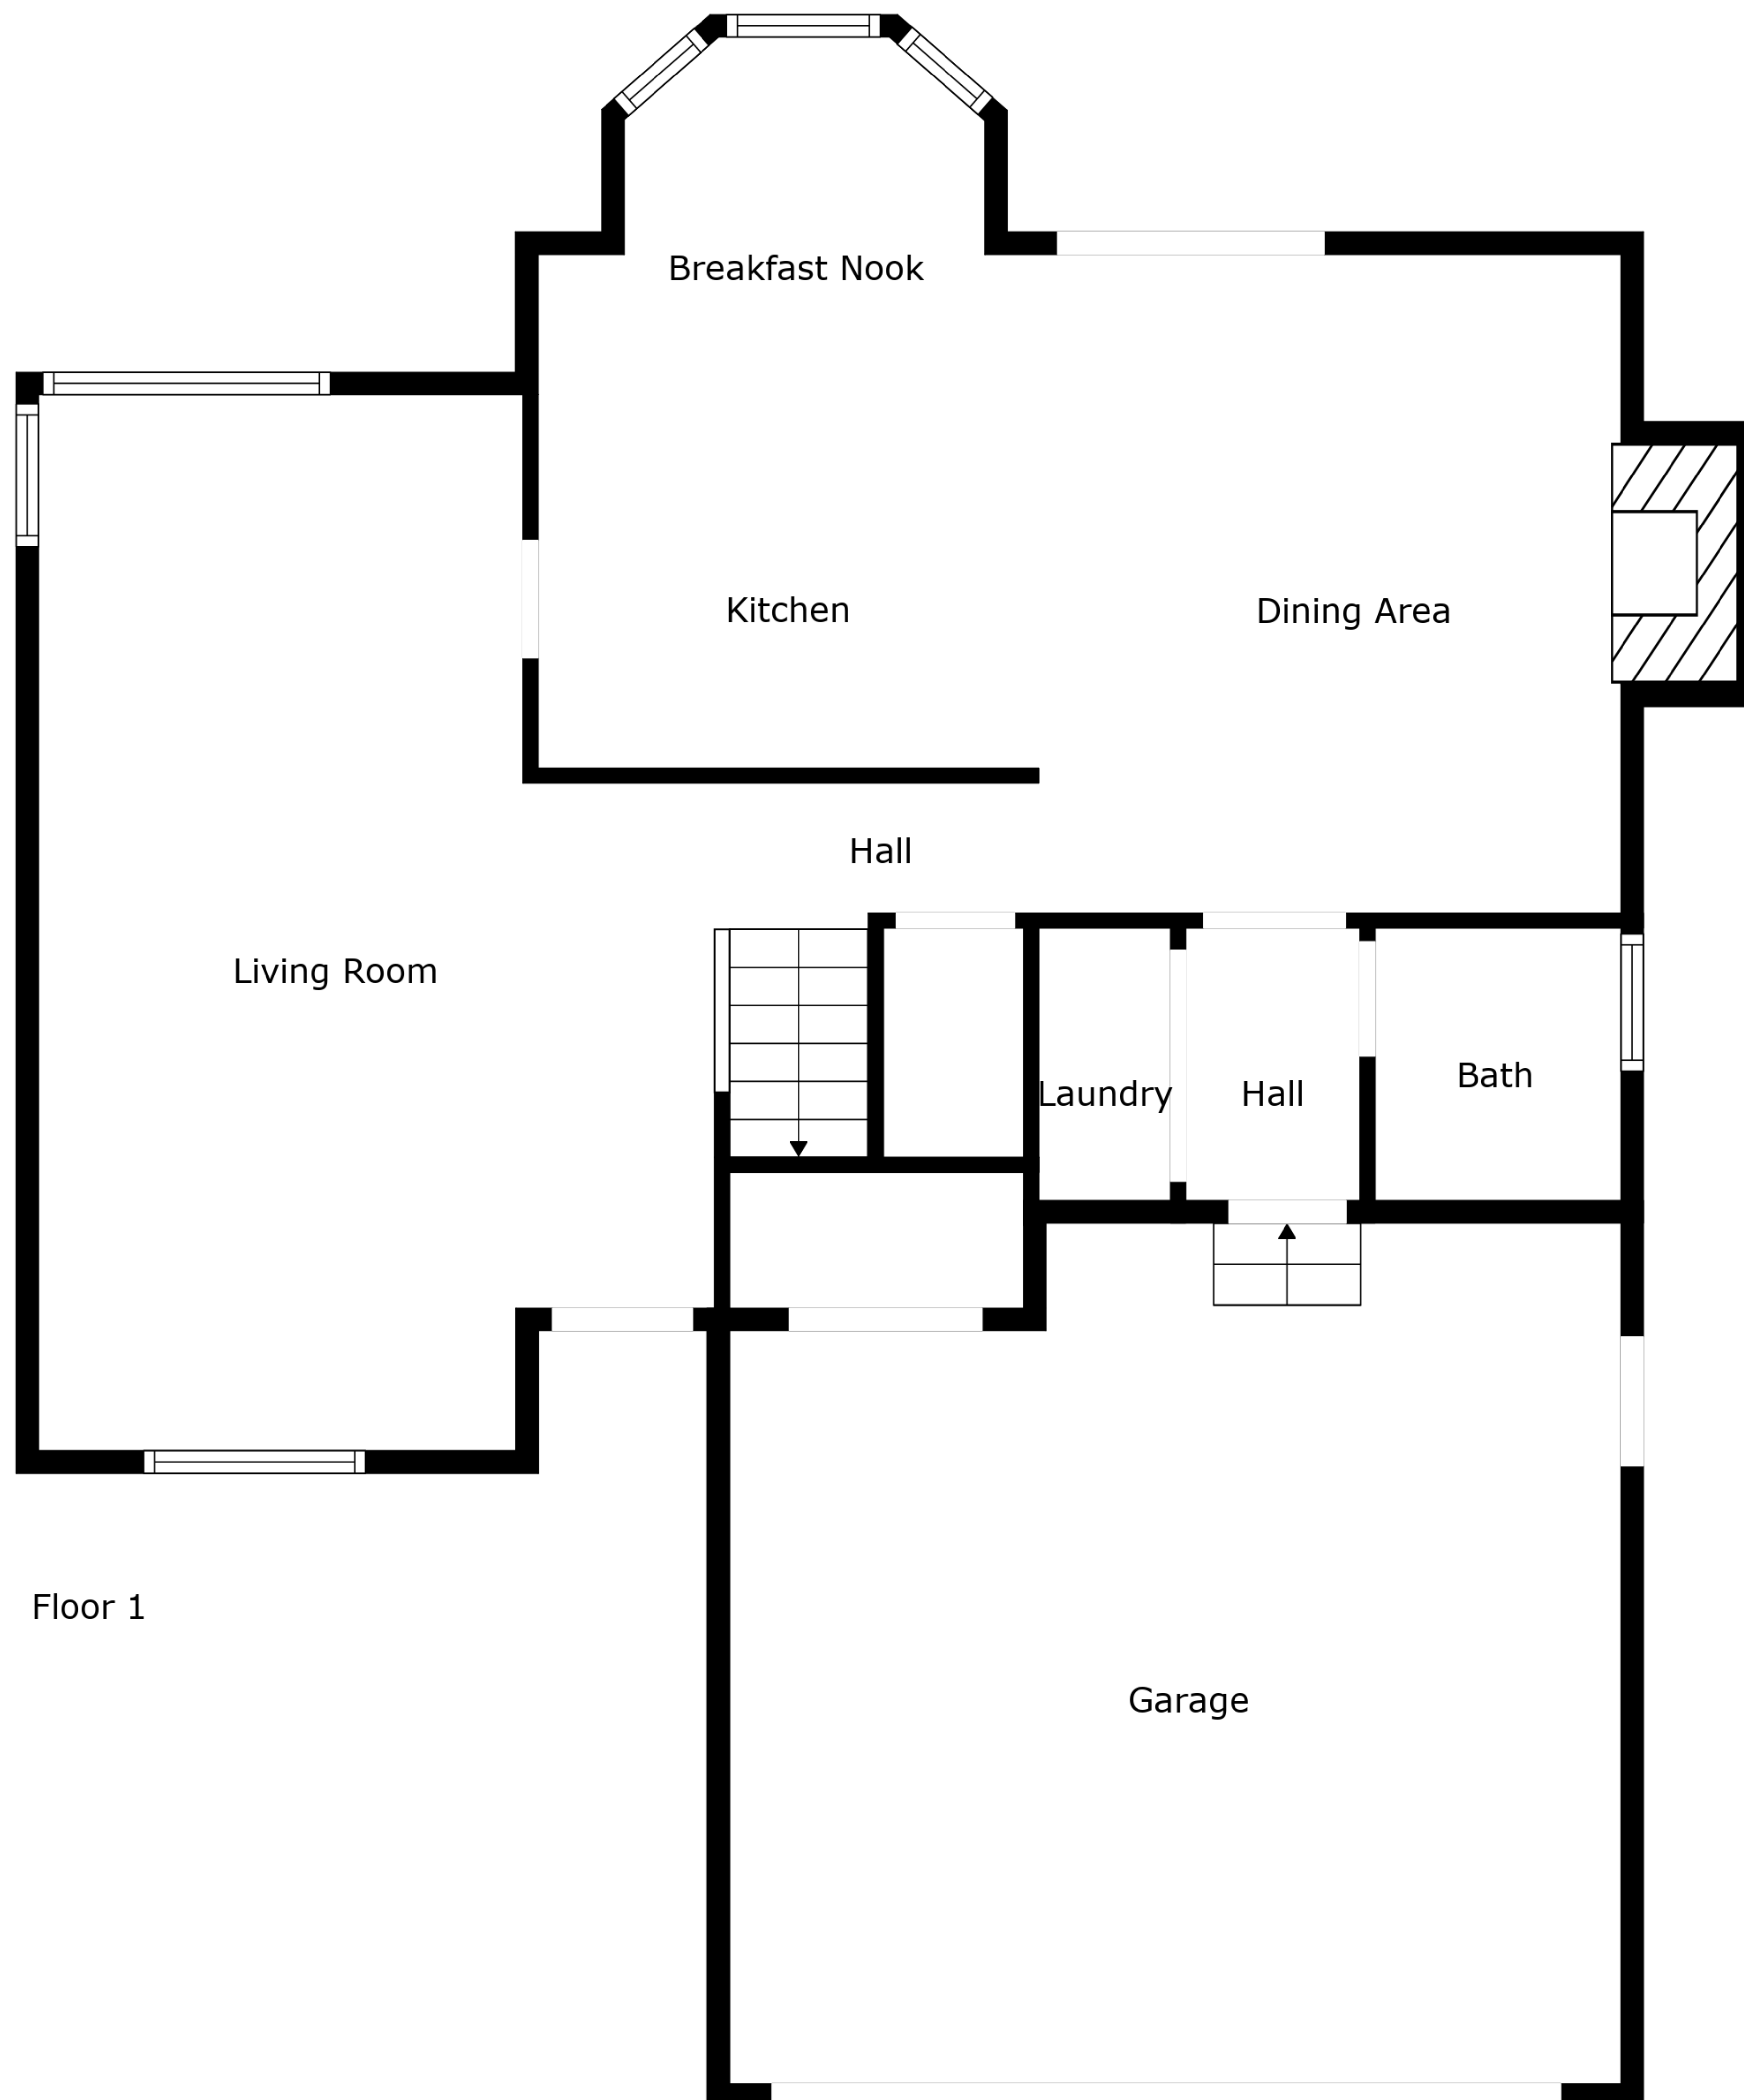 Breakfast Nook
Kitchen
Dining Area
Hall
Living Room
Laundry
Hall
Bath
Floor 1
Garage